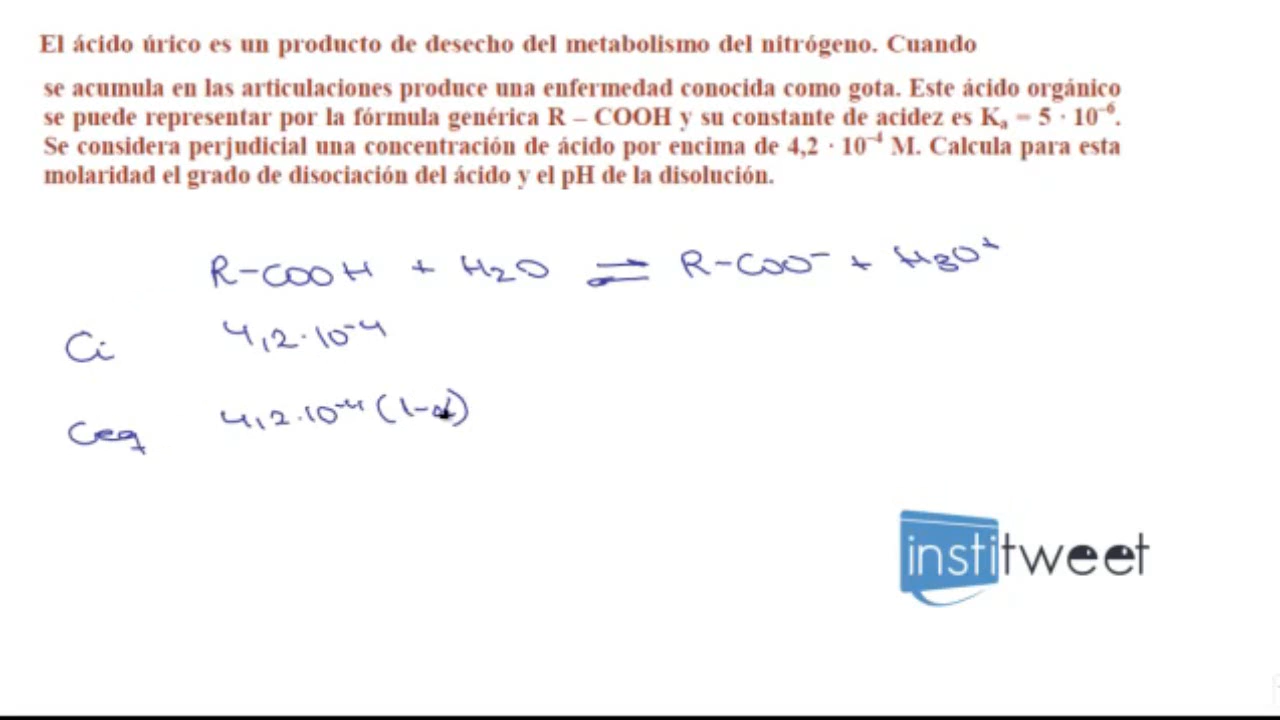 El ácido úrico es un producto de desecho del metabolismo del nitrógeno. Cuando
se acumula en las articulaciones produce una enfermedad conocida como gota. Este ácido orgánico
se puede representar por la fórmula genérica R – COOH y su constante de acidez es Kₐ = 5 · 10⁻⁶.
Se considera perjudicial una concentración de ácido por encima de 4,2 · 10⁻⁴ M. Calcula para esta
molaridad el grado de disociación del ácido y el pH de la disolución.
R-COOH + H2O ⇌ R-COO⁻ + H3O⁺
Ci 4,2·10⁻⁴
Ceq 4,2·10⁻⁴ (1-α)
institweet